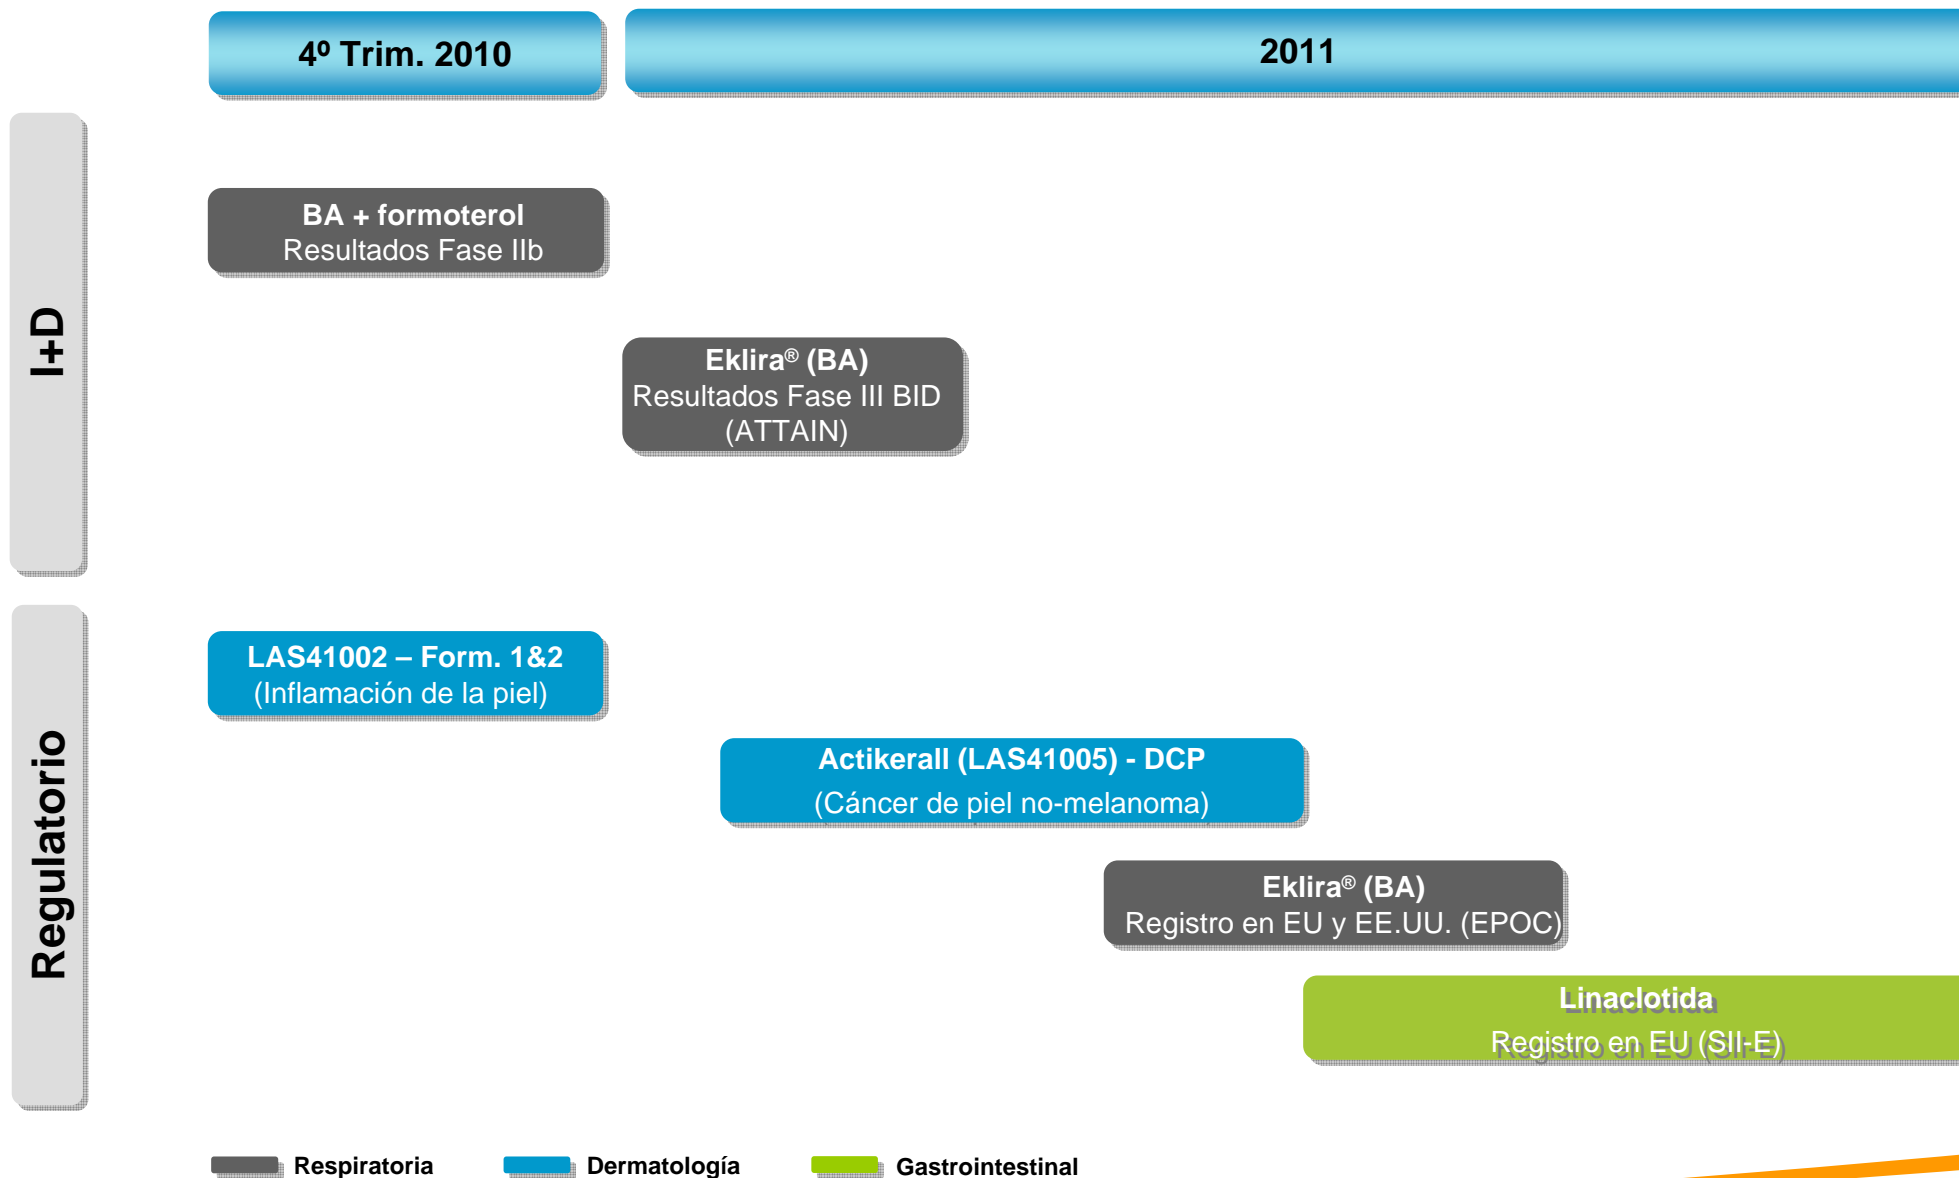 4º Trim. 2010
2011
I+D
BA + formoterol
Resultados Fase IIb
Eklira® (BA)
Resultados Fase III BID
(ATTAIN)
Regulatorio
LAS41002 – Form. 1&2
(Inflamación de la piel)
Actikerall (LAS41005) - DCP
(Cáncer de piel no-melanoma)
Eklira® (BA)
Registro en EU y EE.UU. (EPOC)
Linaclotida
Registro en EU (SII-E)
Respiratoria
Dermatología
Gastrointestinal